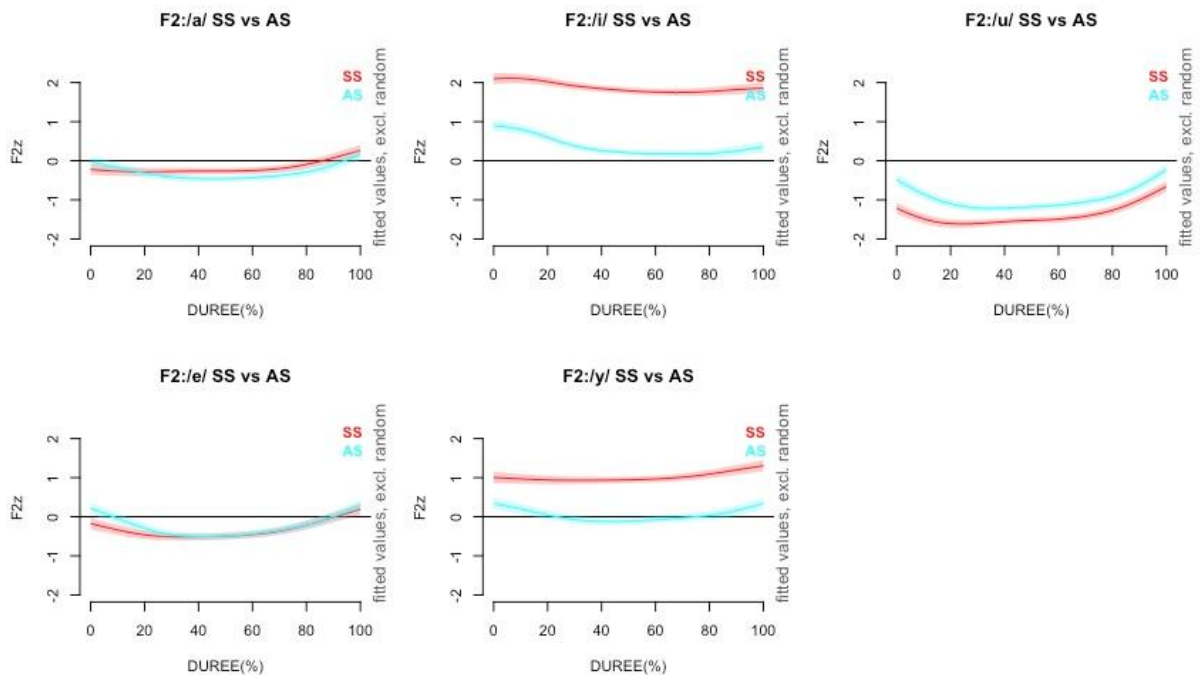 F2:/a/ SS vs AS
F2z
2
1
0
-1
-2
SS
AS
fitted values, excl. random
0 20 40 60 80 100
DUREE(%)
F2:/i/ SS vs AS
F2z
2
1
0
-1
-2
SS
AS
fitted values, excl. random
0 20 40 60 80 100
DUREE(%)
F2:/u/ SS vs AS
F2z
2
1
0
-1
-2
SS
AS
fitted values, excl. random
0 20 40 60 80 100
DUREE(%)
F2:/e/ SS vs AS
F2z
2
1
0
-1
-2
SS
AS
fitted values, excl. random
0 20 40 60 80 100
DUREE(%)
F2:/y/ SS vs AS
F2z
2
1
0
-1
-2
SS
AS
fitted values, excl. random
0 20 40 60 80 100
DUREE(%)